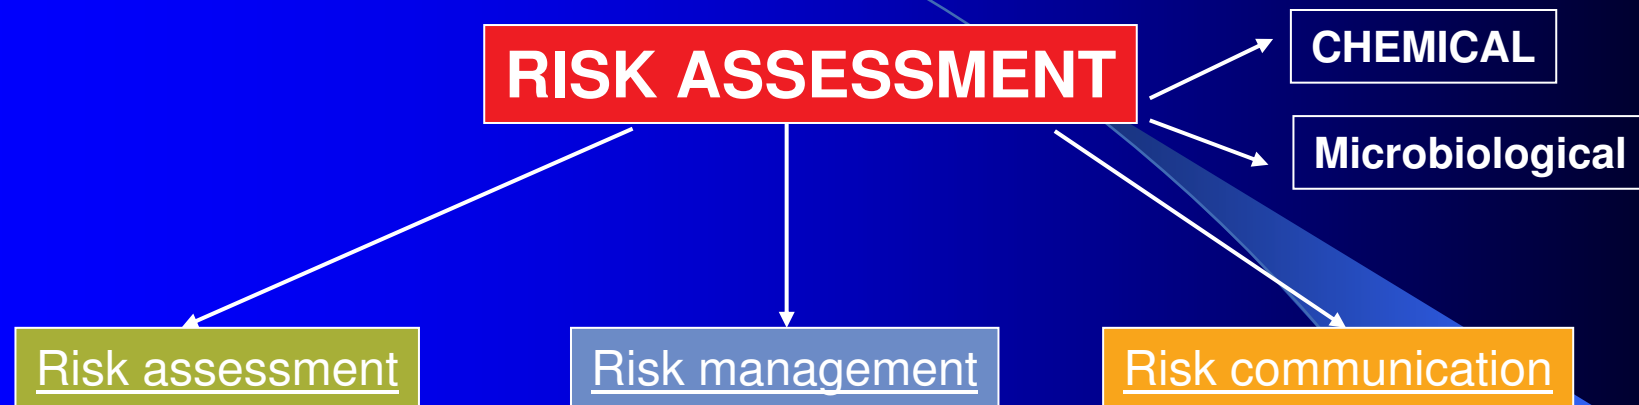 RISK ASSESSMENT
CHEMICAL
Microbiological
Risk assessment
Risk management
Risk communication